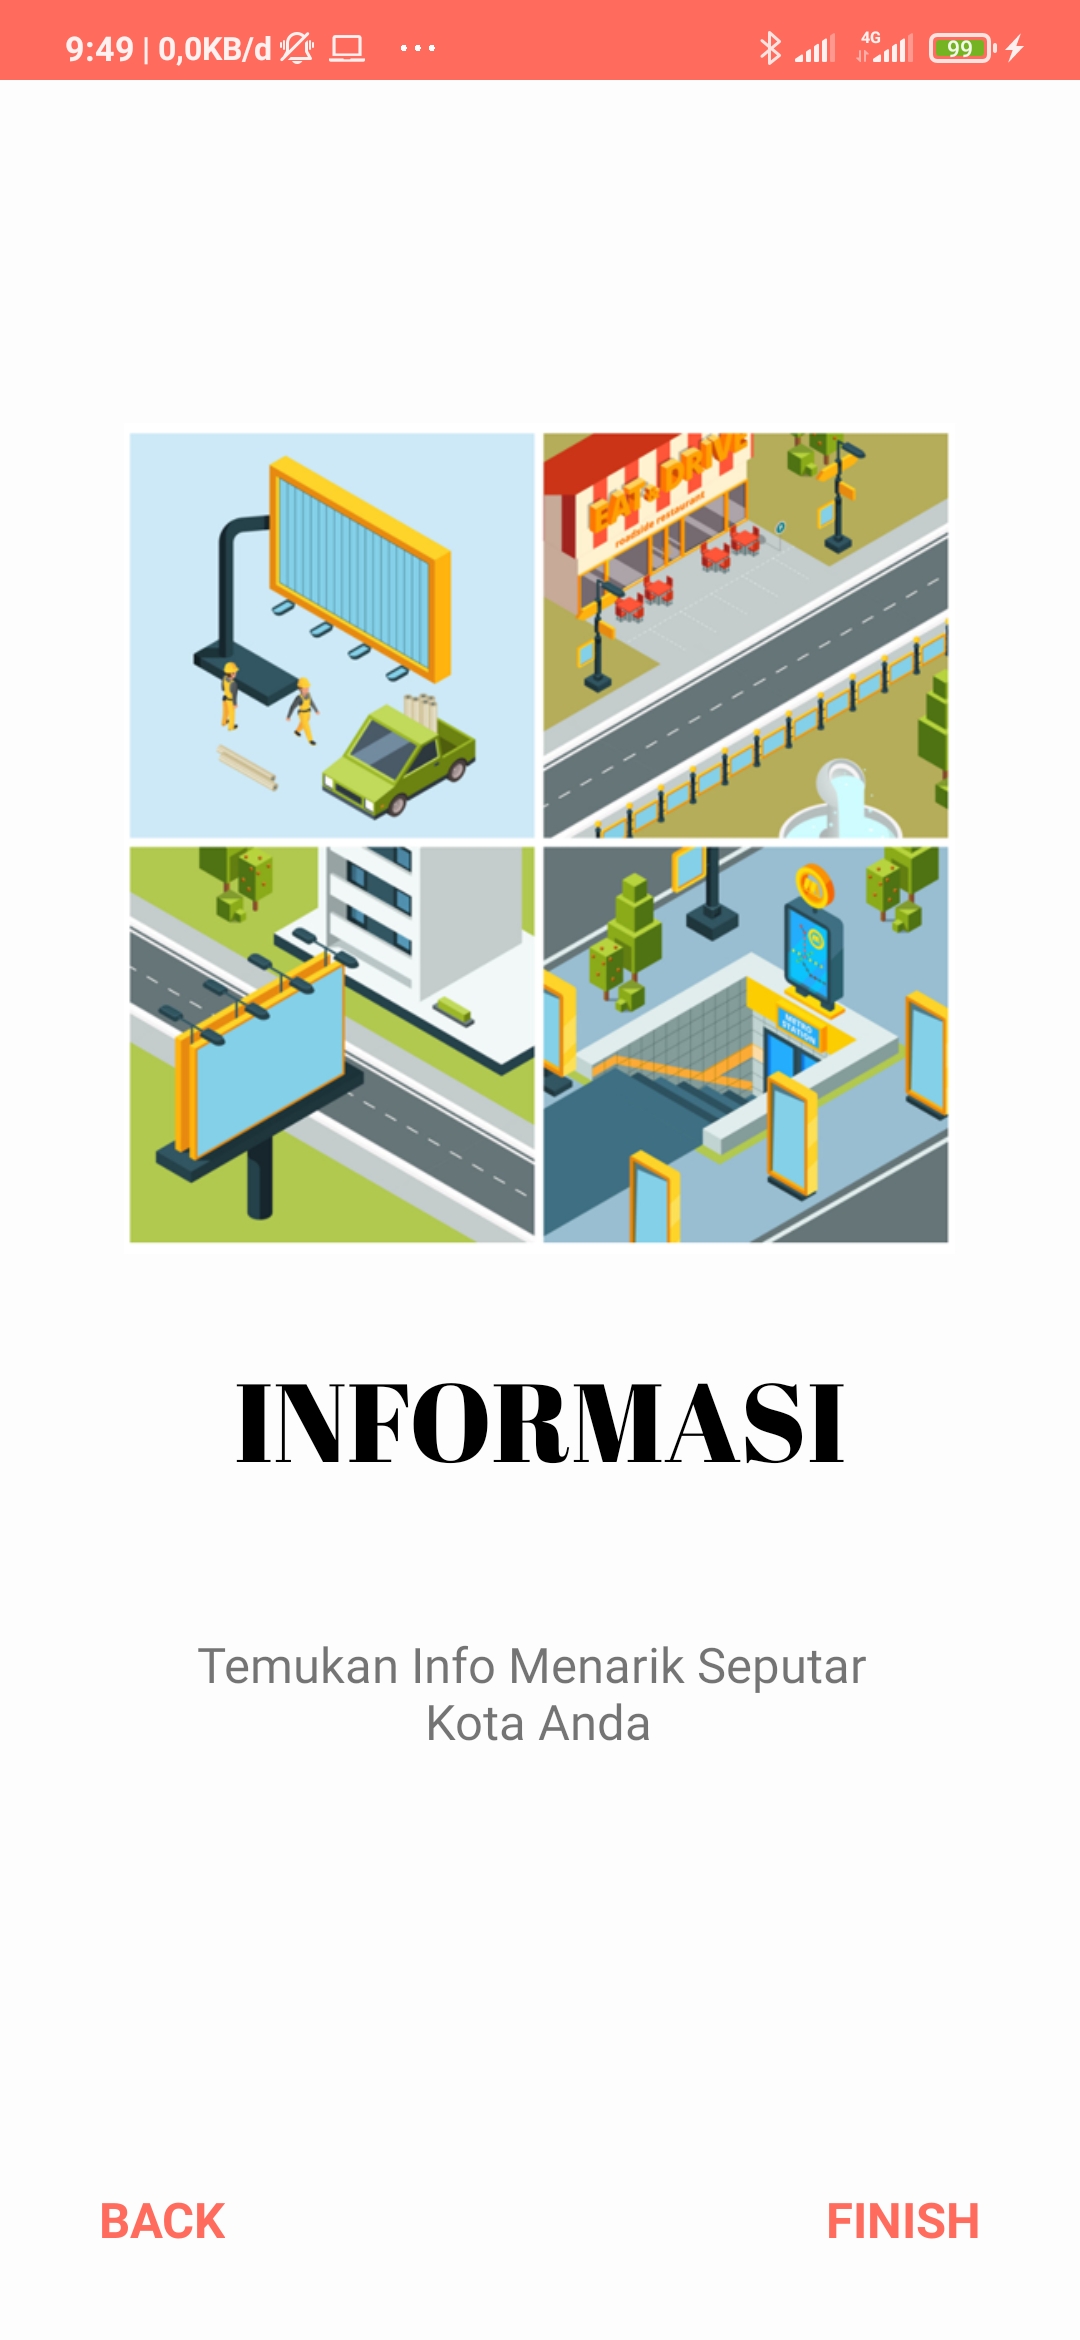 9:49 | 0,0KB/d
4G
99
EAT & DRIVE
roadside restaurant
METRO
STATION
INFORMASI
Temukan Info Menarik Seputar
Kota Anda
BACK
FINISH